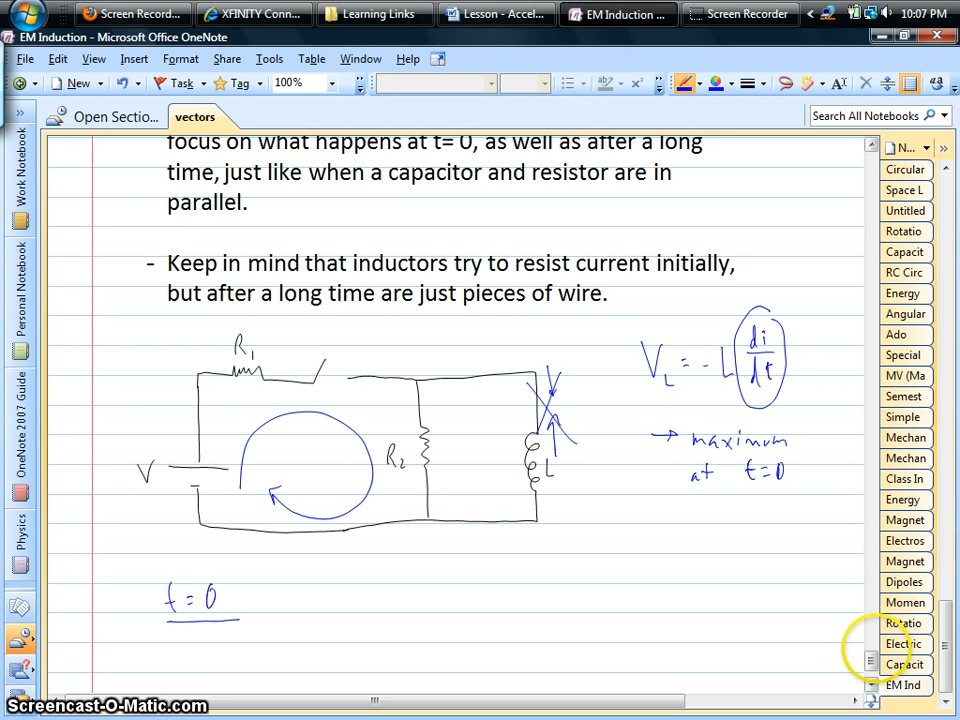 Screen Recor...
XFINITY Conn...
Learning Links
Lesson - Accel...
EM Induction ...
Screen Recorder
10:07 PM
EM Induction - Microsoft Office OneNote
File Edit View Insert Format Share Tools Table Window Help
New Task Tag 100%
Open Sectio... vectors
Search All Notebooks
focus on what happens at t= 0, as well as after a long
time, just like when a capacitor and resistor are in
parallel.
- Keep in mind that inductors try to resist current initially,
but after a long time are just pieces of wire.
R1
V
R2
L
V
VL = - L di/dt
→ maximum
at t=0
t = 0
Work Notebook
Personal Notebook
OneNote 2007 Guide
Physics
N...
Circular
Space L
Untitled
Rotatio
Capacit
RC Circ
Energy
Angular
Ado
Special
MV (Ma
Semest
Simple
Mechan
Mechan
Class In
Energy
Magnet
Electros
Magnet
Dipoles
Momen
Rotatio
Electric
Capacit
EM Ind
Screencast-O-Matic.com